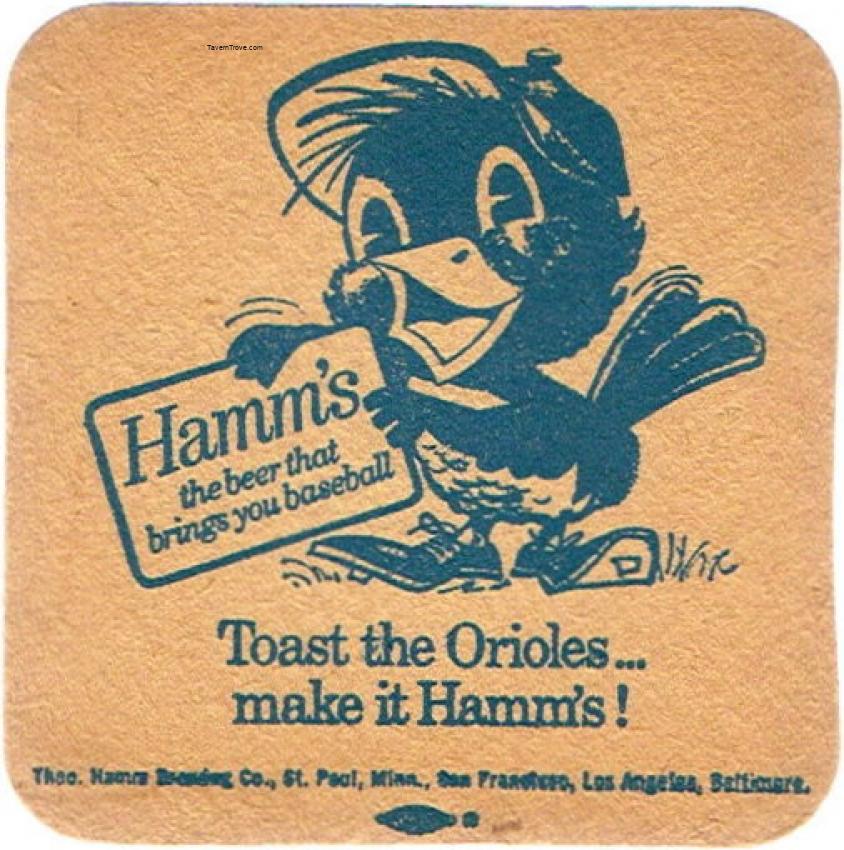 TavernTrove.com
Hamm's
the beer that
brings you baseball
Toast the Orioles...
make it Hamm's!
Theo. Hamm Brewing Co., St. Paul, Minn., San Francisco, Los Angeles, Baltimore.